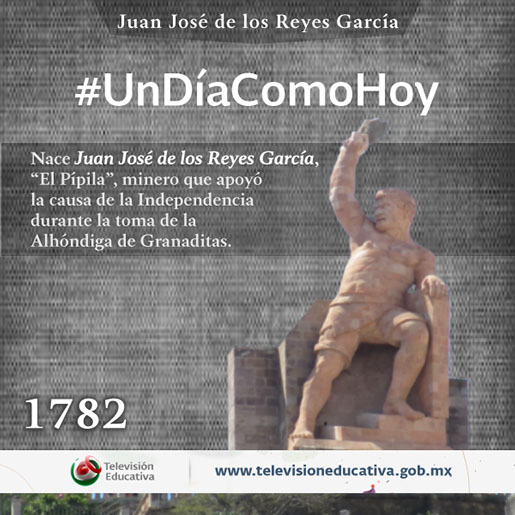 Juan José de los Reyes García
#UnDíaComoHoy
Nace Juan José de los Reyes García,
“El Pípila”, minero que apoyó
la causa de la Independencia
durante la toma de la
Alhóndiga de Granaditas.
1782
Televisión
Educativa
www.televisioneducativa.gob.mx